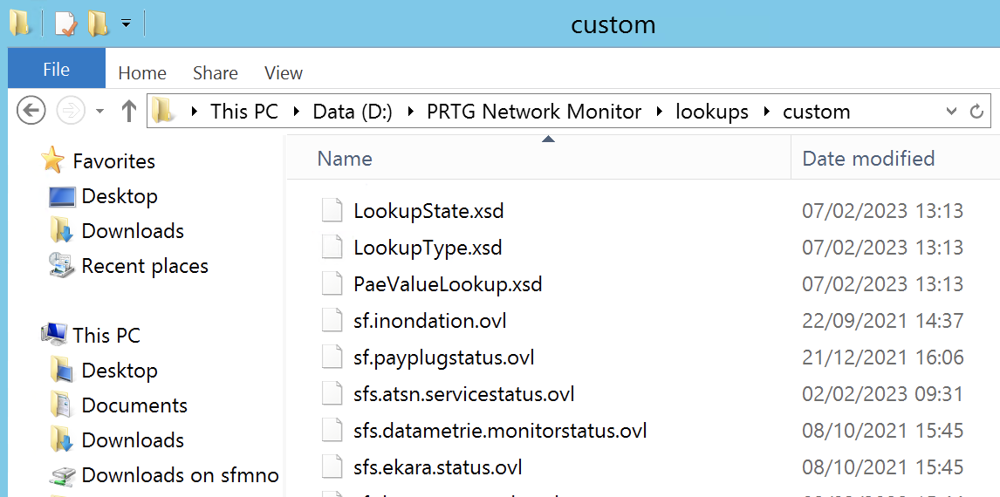 custom
File Home Share View
This PC Data (D:) PRTG Network Monitor lookups custom
Favorites
Desktop
Downloads
Recent places
This PC
Desktop
Documents
Downloads
Downloads on sfmno
Name Date modified
LookupState.xsd 07/02/2023 13:13
LookupType.xsd 07/02/2023 13:13
PaeValueLookup.xsd 07/02/2023 13:13
sf.inondation.ovl 22/09/2021 14:37
sf.payplugstatus.ovl 21/12/2021 16:06
sfs.atsn.servicestatus.ovl 02/02/2023 09:31
sfs.datametrie.monitorstatus.ovl 08/10/2021 15:45
sfs.ekara.status.ovl 08/10/2021 15:45